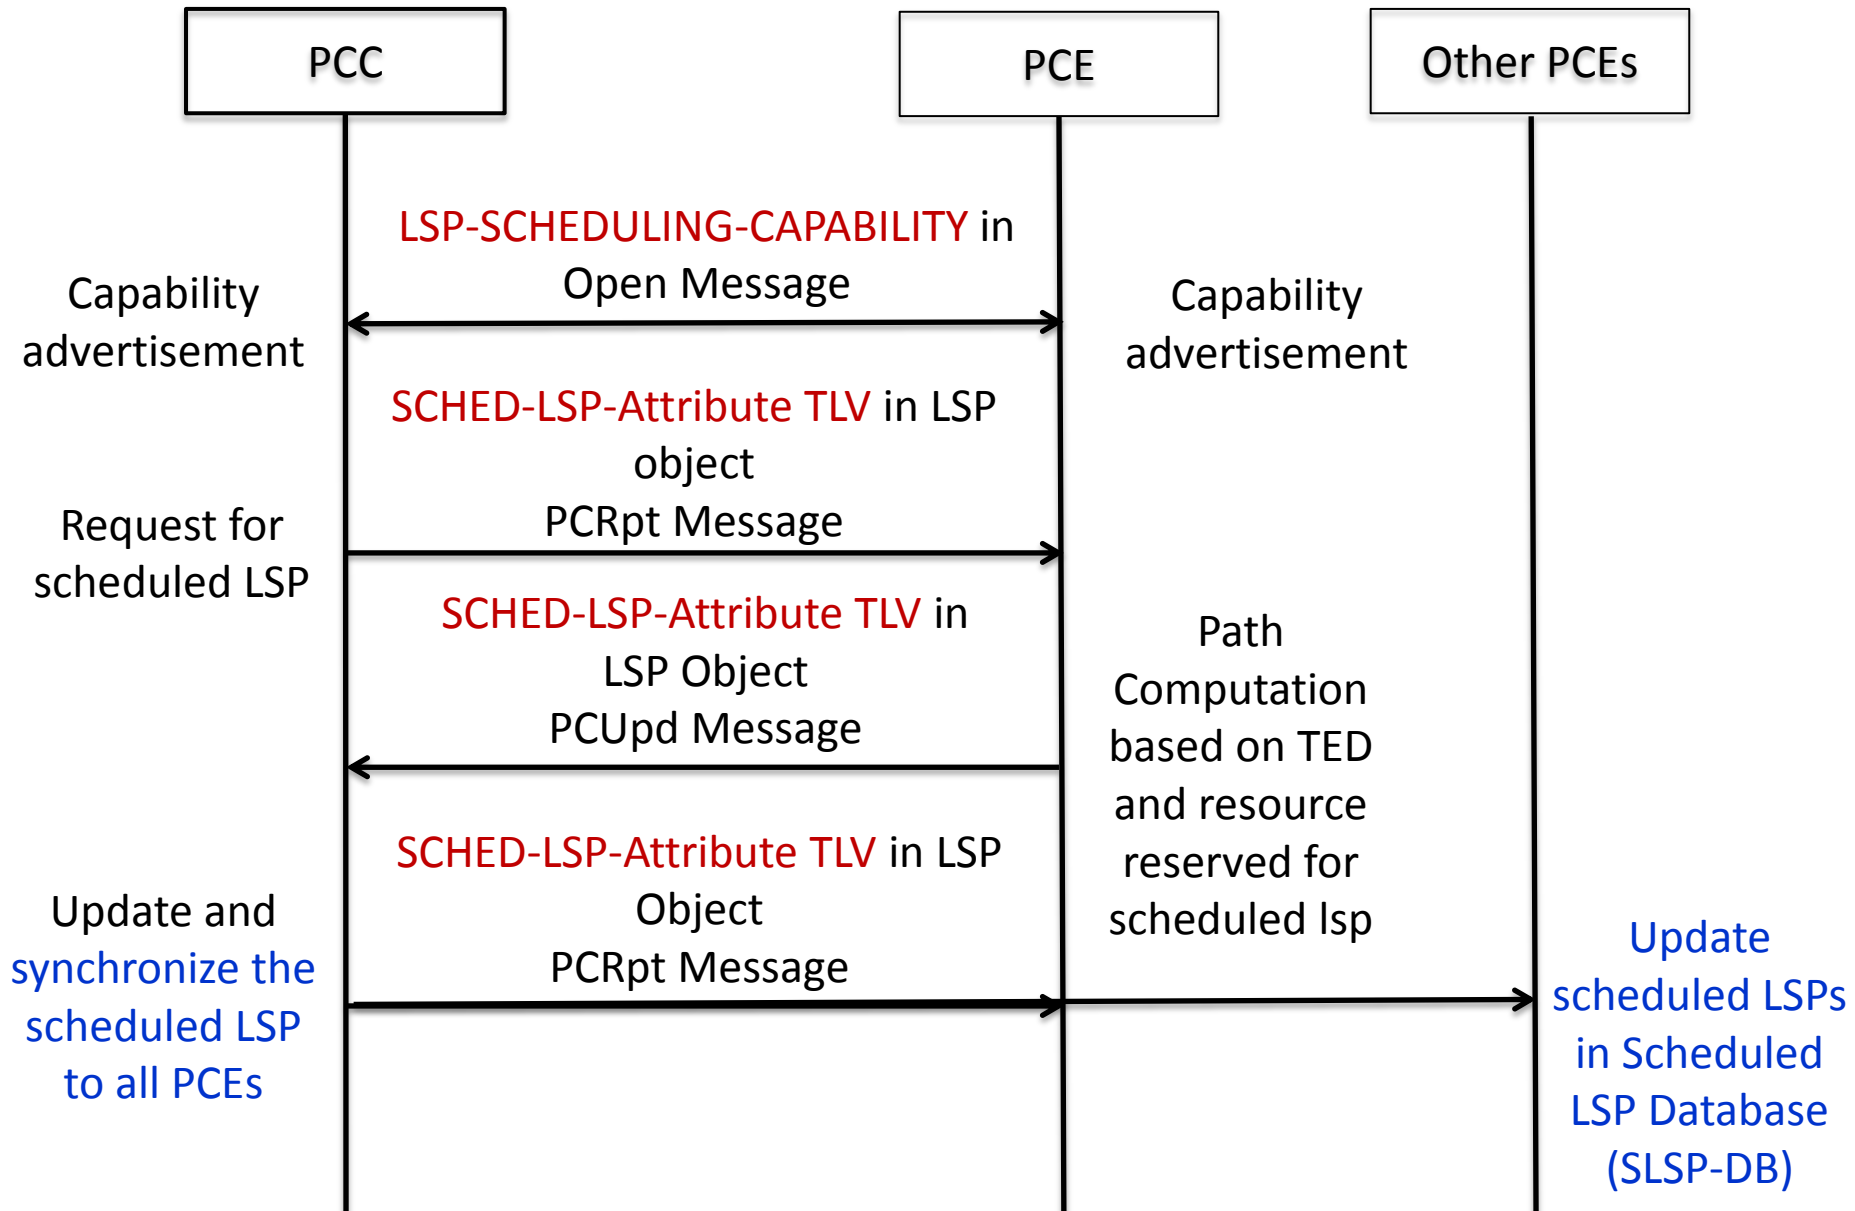 PCC
PCE
Other PCEs
LSP-SCHEDULING-CAPABILITY in
Open Message
Capability
advertisement
Capability
advertisement
SCHED-LSP-Attribute TLV in LSP
object
PCRpt Message
Request for
scheduled LSP
SCHED-LSP-Attribute TLV in
LSP Object
PCUpd Message
Path
Computation
based on TED
and resource
reserved for
scheduled lsp
SCHED-LSP-Attribute TLV in LSP
Object
PCRpt Message
Update and
synchronize the
scheduled LSP
to all PCEs
Update
scheduled LSPs
in Scheduled
LSP Database
(SLSP-DB)